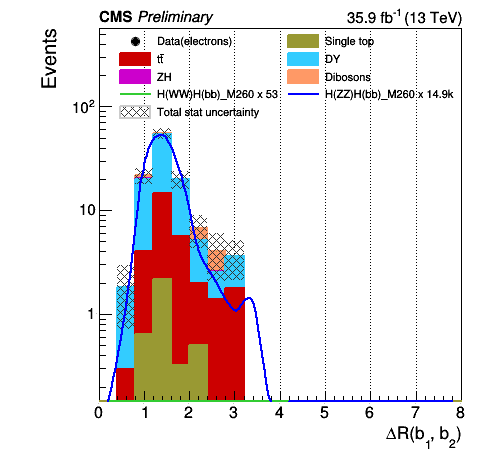 CMS Preliminary 35.9 fb⁻¹ (13 TeV)
Events
Data(electrons) Single top
tt̄ DY
ZH Dibosons
H(WW)H(bb)_M260 x 53 H(ZZ)H(bb)_M260 x 14.9k
Total stat uncertainty
10²
10
1
0 1 2 3 4 5 6 7 8
ΔR(b₁, b₂)